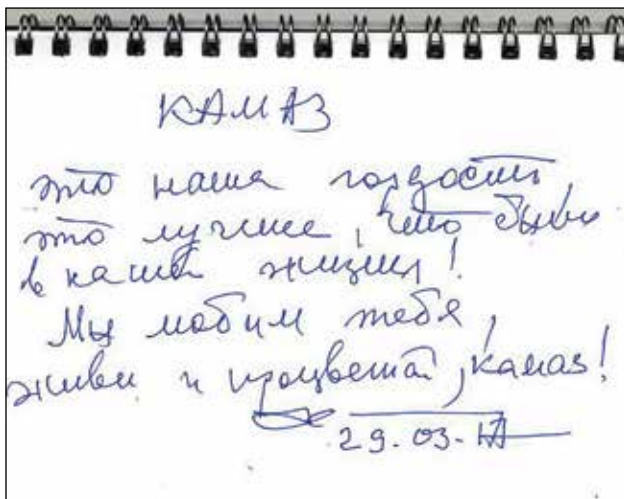 КАМАЗ
это наша гордость,
это лучшее, что было
в нашей жизни!
Мы любим тебя,
живи и процветай, Камаз!
29.03.